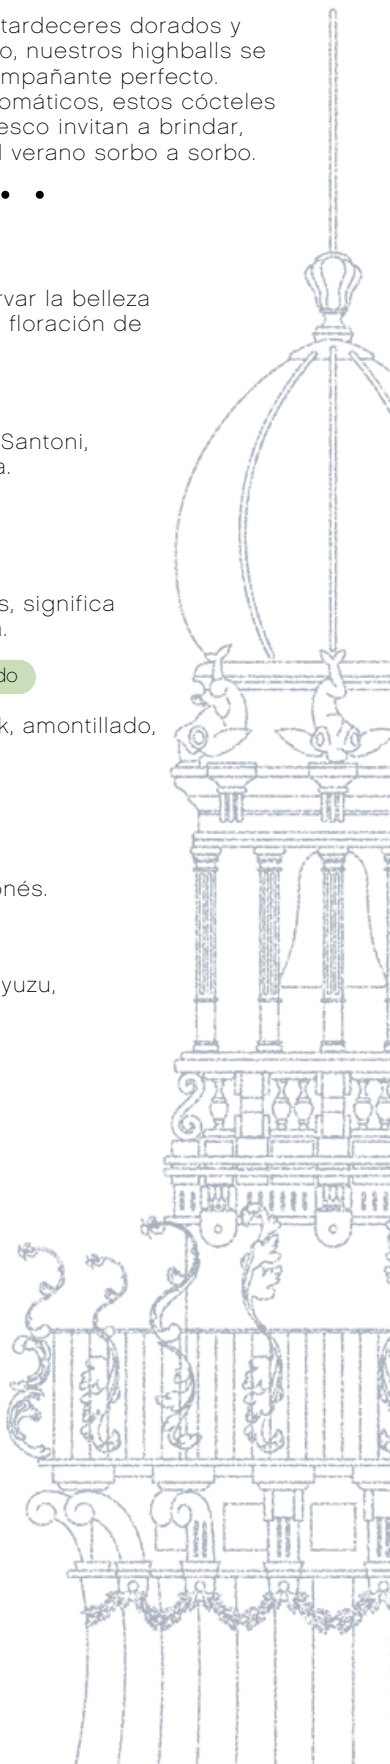 tardeceres dorados y
o, nuestros highballs se
mpañante perfecto.
omáticos, estos cócteles
esco invitan a brindar,
l verano sorbo a sorbo.
rvar la belleza
floración de
Santoni,
a.
s, significa
a.
do
k, amontillado,
onés.
yuzu,